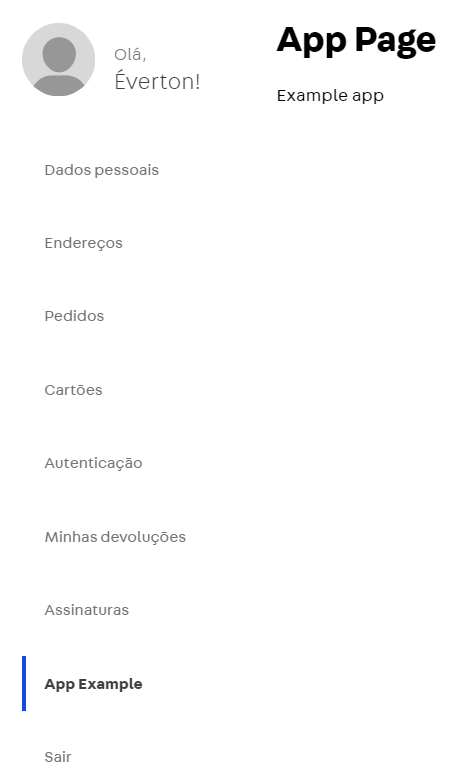 Olá,
Éverton!
App Page
Example app
Dados pessoais
Endereços
Pedidos
Cartões
Autenticação
Minhas devoluções
Assinaturas
App Example
Sair